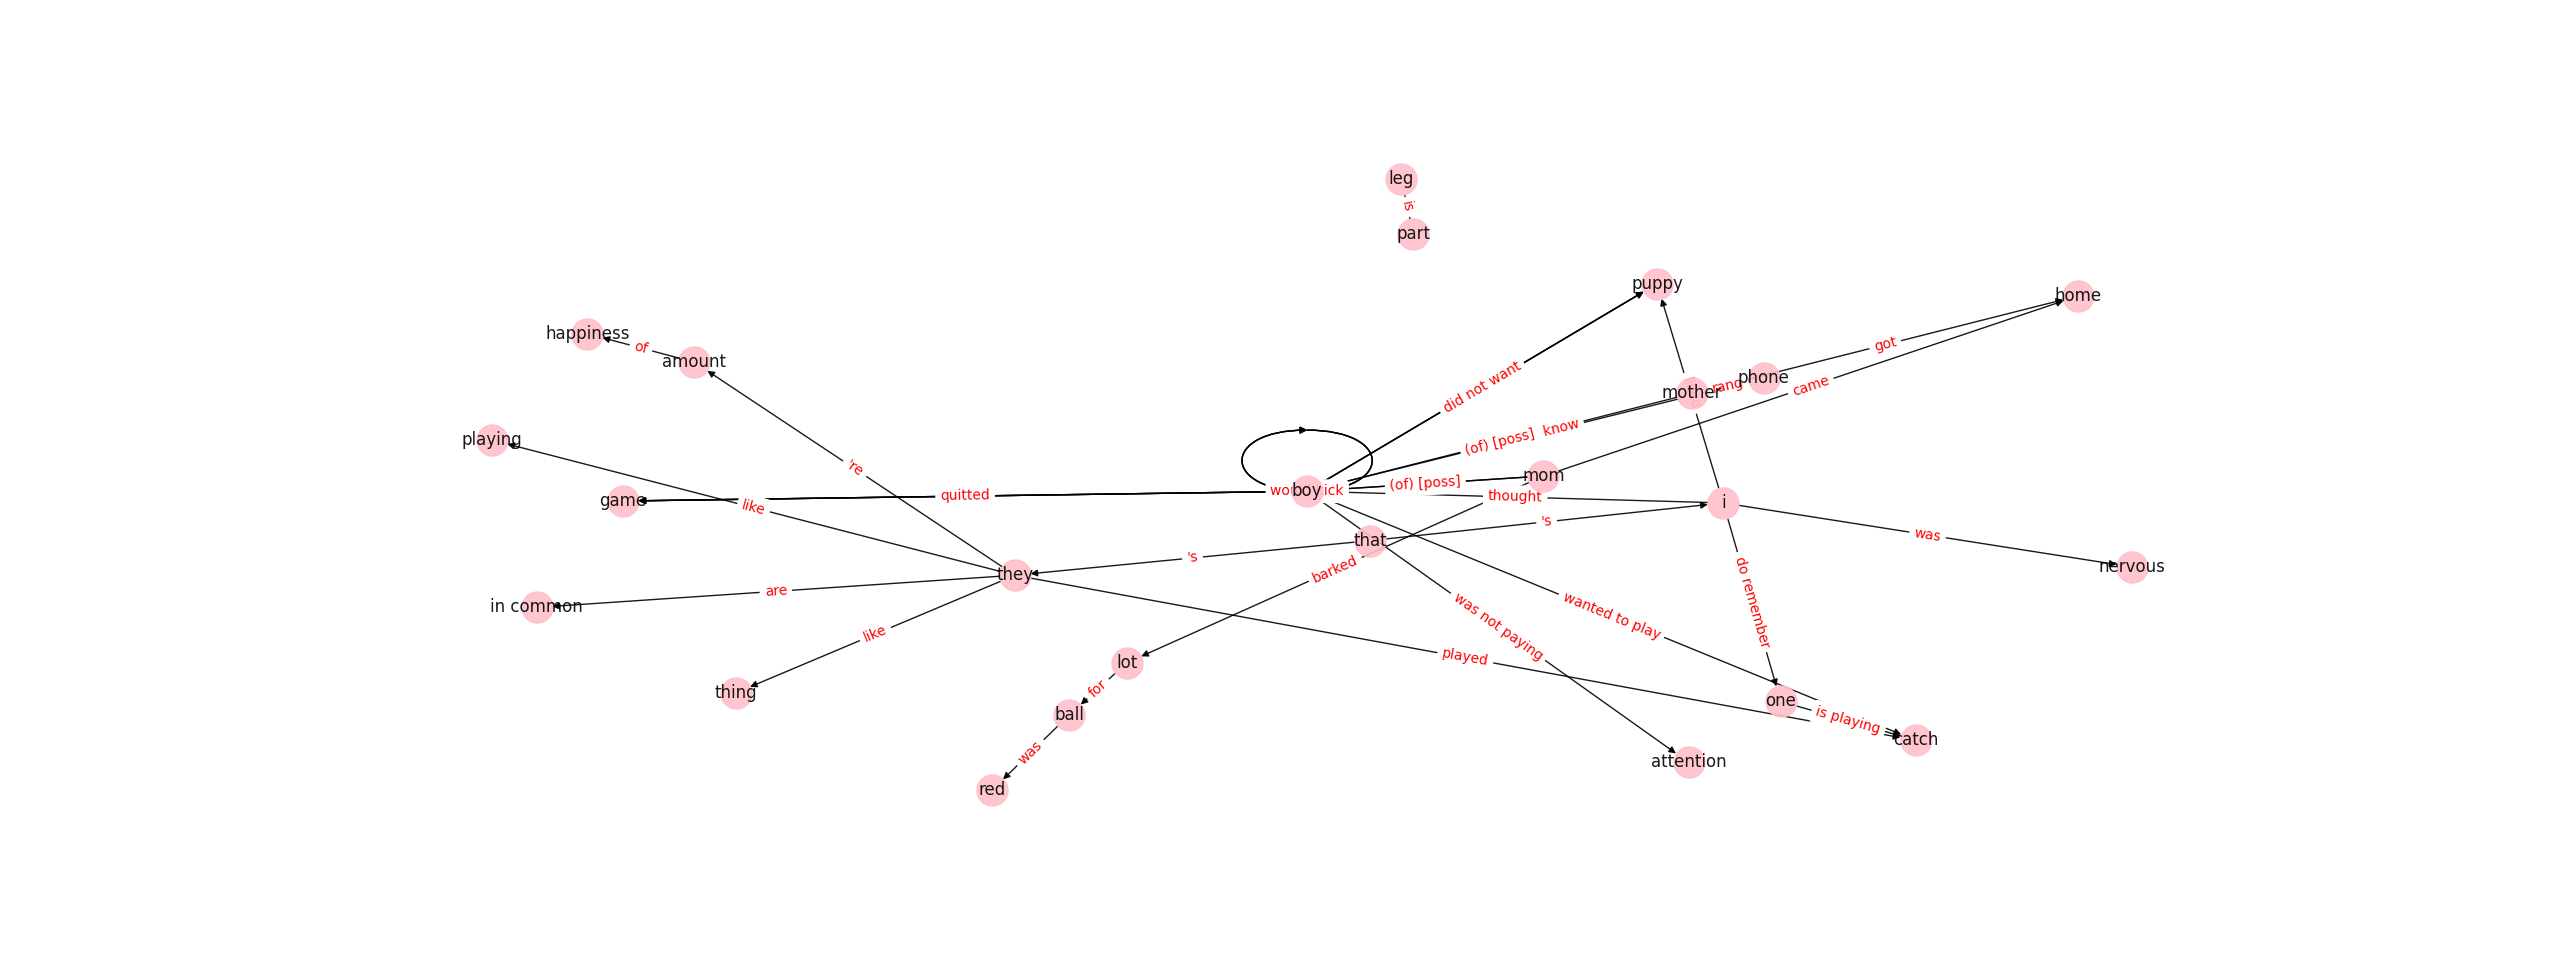 leg
is
part
puppy
home
happiness
of
amount
got
phone
rang
mother
came
did not want
(of) [poss]  know
playing
're
mom
(of) [poss]
boy
quitted
game
like
thought
i
's
that
's
was
nervous
barked
they
are
in common
do remember
wanted to play
was not paying
like
played
lot
for
thing
one
ball
is playing
catch
was
attention
red